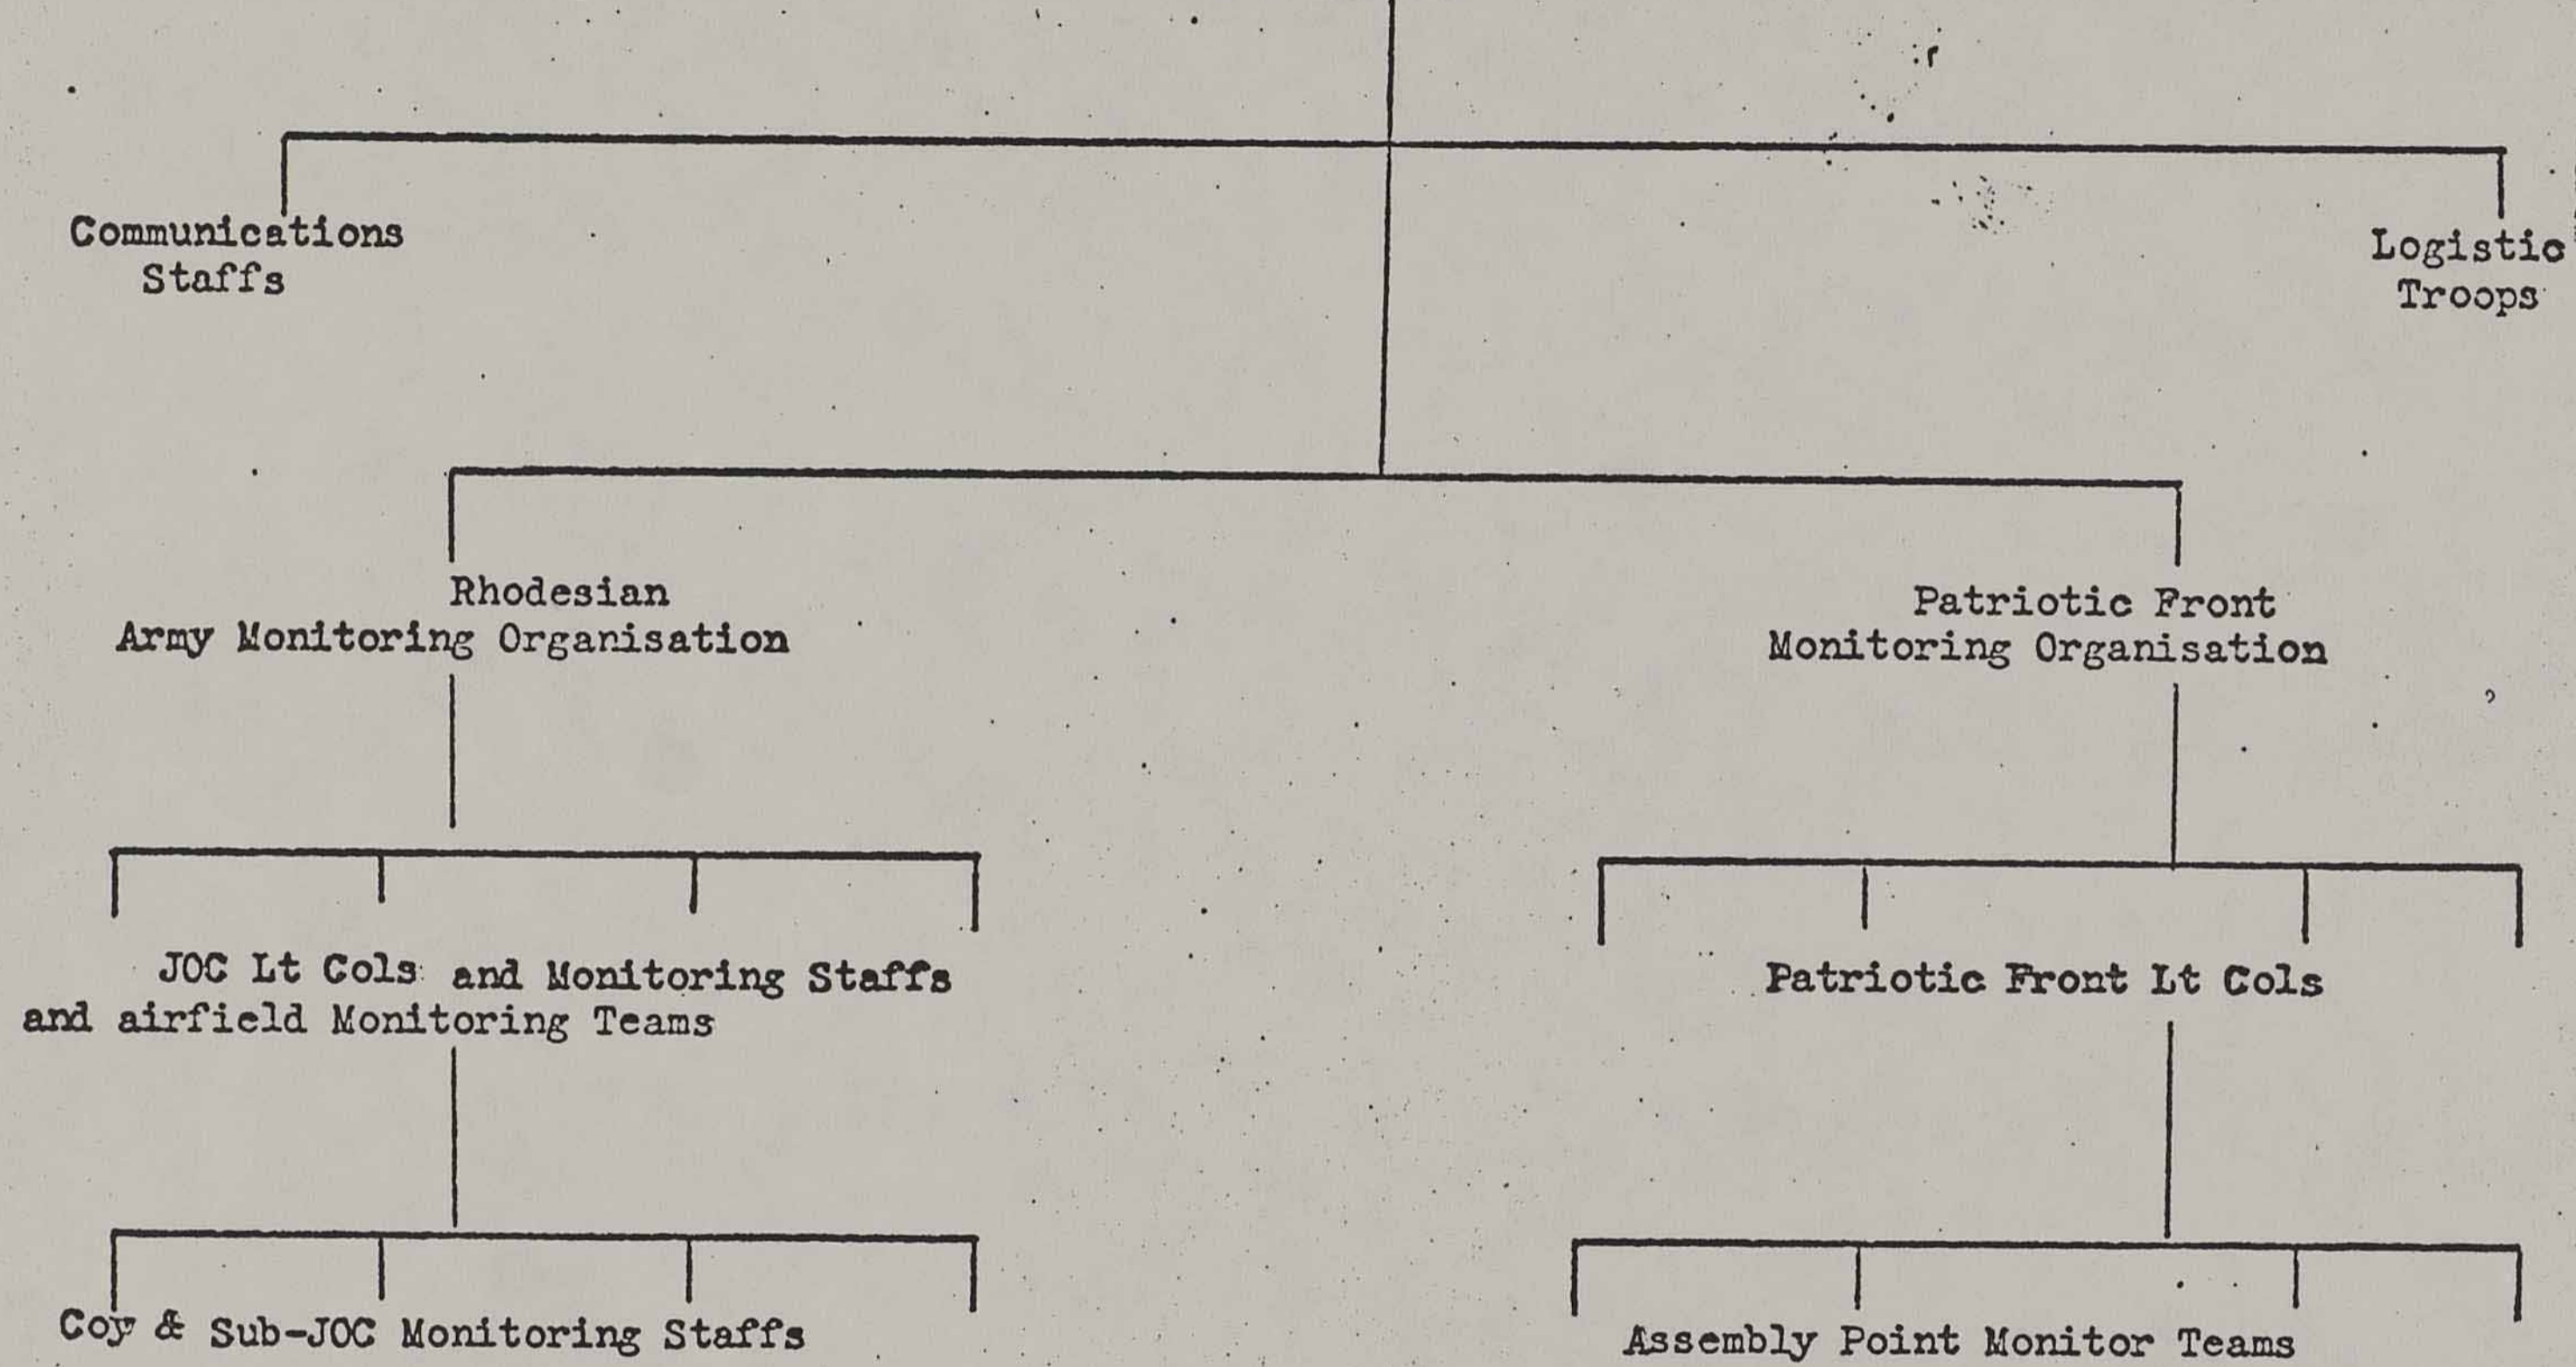 Communications
Staffs
Logistic
Troops
Rhodesian
Army Monitoring Organisation
Patriotic Front
Monitoring Organisation
JOC Lt Cols and Monitoring Staffs
and airfield Monitoring Teams
Patriotic Front Lt Cols
Coy & Sub-JOC Monitoring Staffs
Assembly Point Monitor Teams